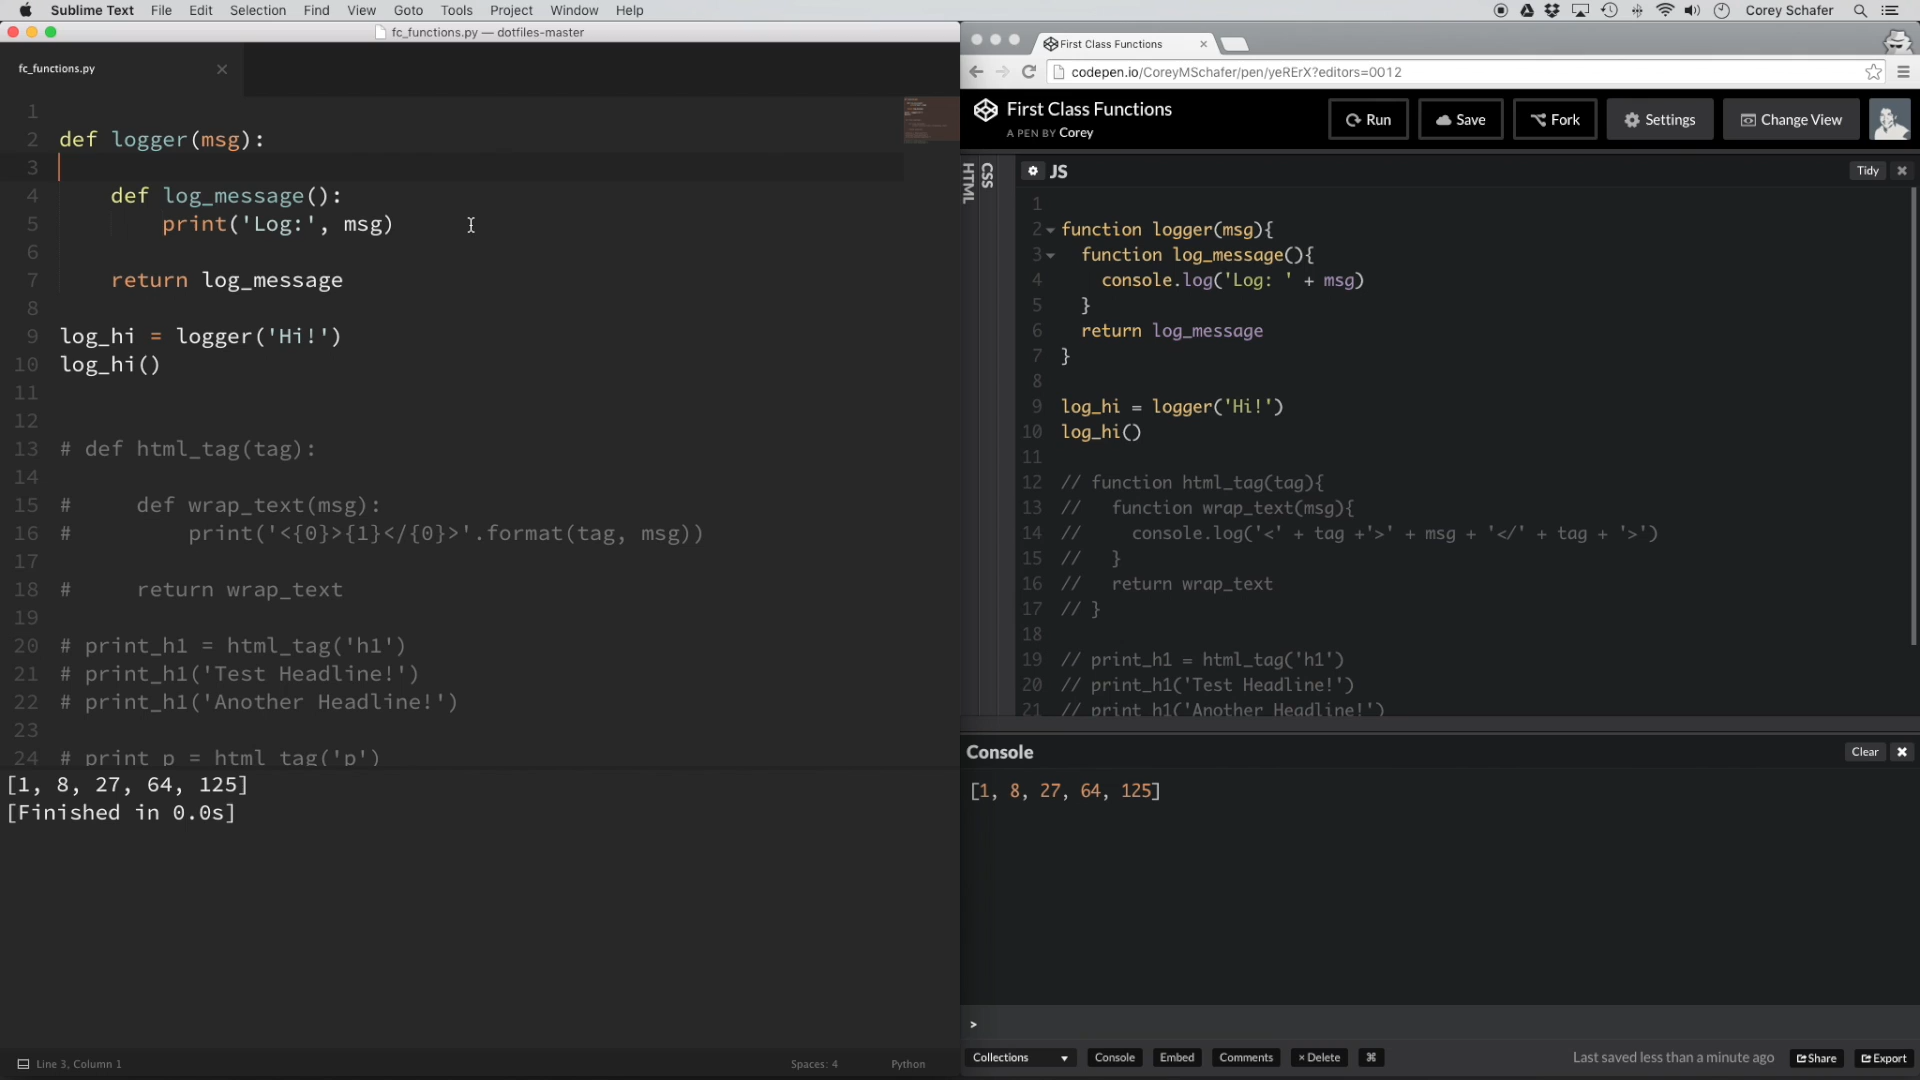 Sublime Text File Edit Selection Find View Goto Tools Project Window Help
Corey Schafer
fc_functions.py — dotfiles-master
fc_functions.py
1
2 def logger(msg):
3
4 def log_message():
5 print('Log:', msg)
6
7 return log_message
8
9 log_hi = logger('Hi!')
10 log_hi()
11
12
13 # def html_tag(tag):
14
15 # def wrap_text(msg):
16 # print('<{0}>{1}</{0}>'.format(tag, msg))
17
18 # return wrap_text
19
20 # print_h1 = html_tag('h1')
21 # print_h1('Test Headline!')
22 # print_h1('Another Headline!')
23
24 # print_p = html_tag('p')
[1, 8, 27, 64, 125]
[Finished in 0.0s]
Line 3, Column 1
Spaces: 4
Python
First Class Functions
codepen.io/CoreyMSchafer/pen/yeRErX?editors=0012
First Class Functions
A PEN BY Corey
Run
Save
Fork
Settings
Change View
HTML
CSS
JS
Tidy
1
2 function logger(msg){
3 function log_message(){
4 console.log('Log: ' + msg)
5 }
6 return log_message
7 }
8
9 log_hi = logger('Hi!')
10 log_hi()
11
12 // function html_tag(tag){
13 // function wrap_text(msg){
14 // console.log('<' + tag +'>' + msg + '</' + tag + '>')
15 // }
16 // return wrap_text
17 // }
18
19 // print_h1 = html_tag('h1')
20 // print_h1('Test Headline!')
21 // print_h1('Another Headline!')
Console
Clear
[1, 8, 27, 64, 125]
>
Collections
Console
Embed
Comments
× Delete
⌘
Last saved less than a minute ago
Share
Export